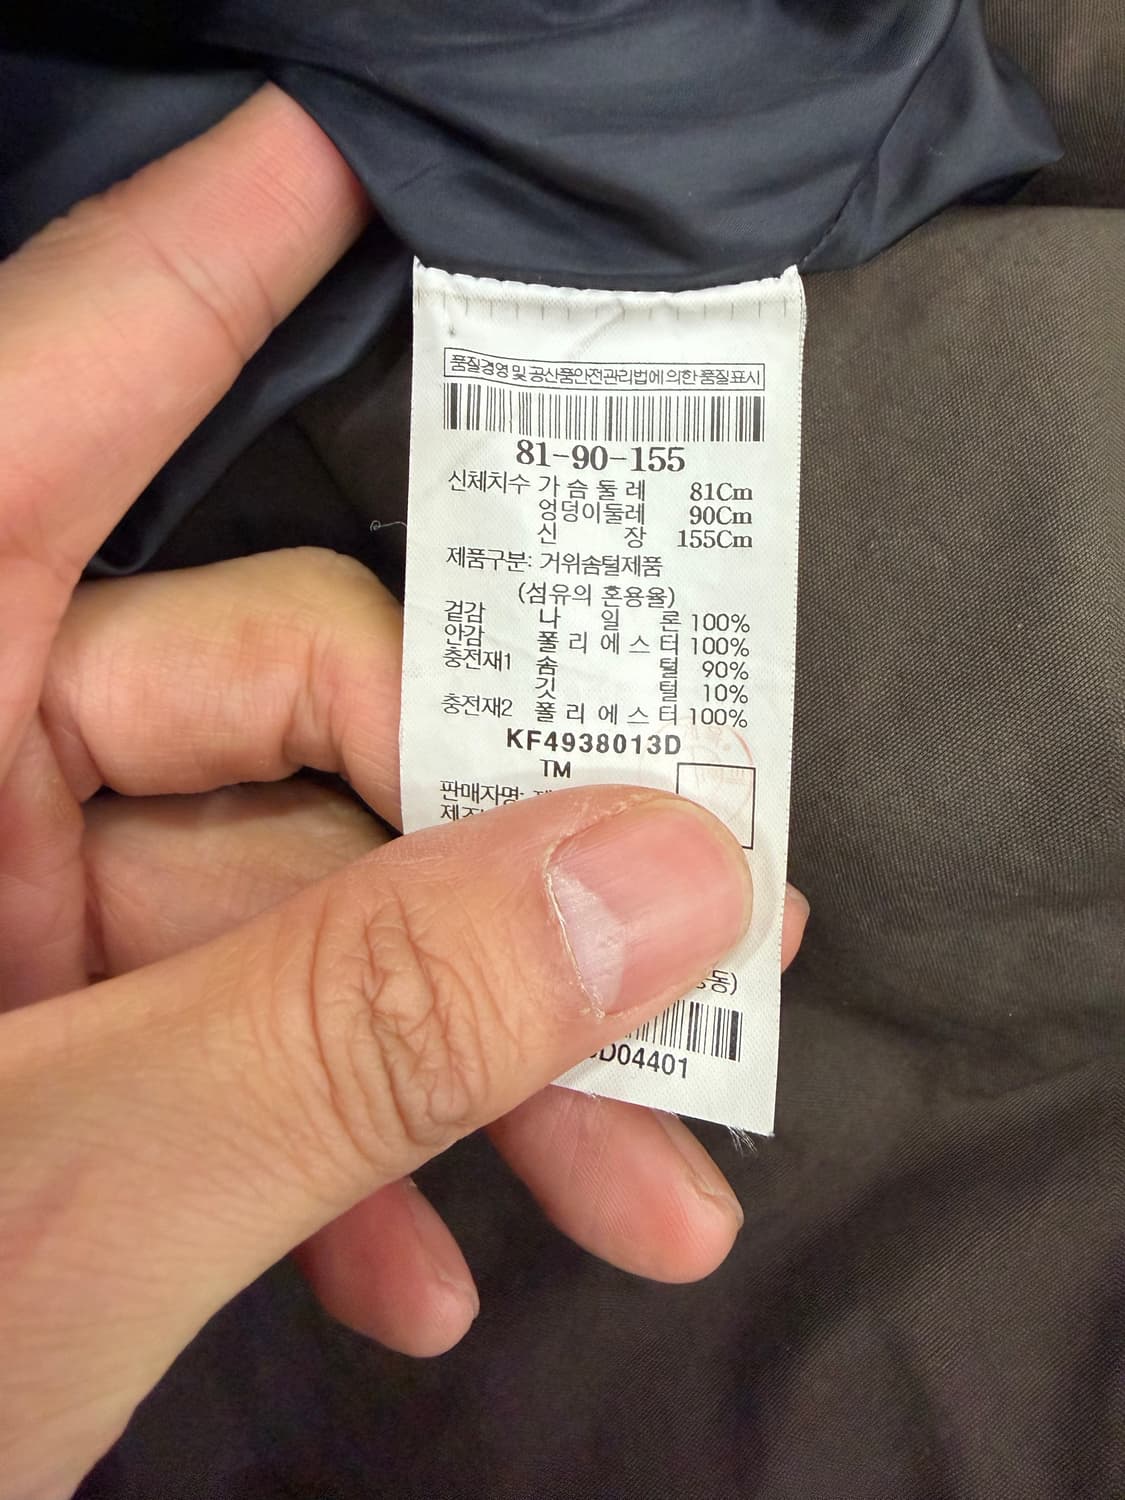 품질경영 및 공산품안전관리법에 의한 품질표시
81-90-155
신체치수 가슴둘레 81Cm
엉덩이둘레 90Cm
신장 155Cm
제품구분: 거위솜털제품
(섬유의 혼용율)
겉감 나일론 100%
안감 폴리에스터 100%
충전재1 솜털 90%
깃털 10%
충전재2 폴리에스터 100%
KF4938013D
TM
판매자명:
동)
D04401